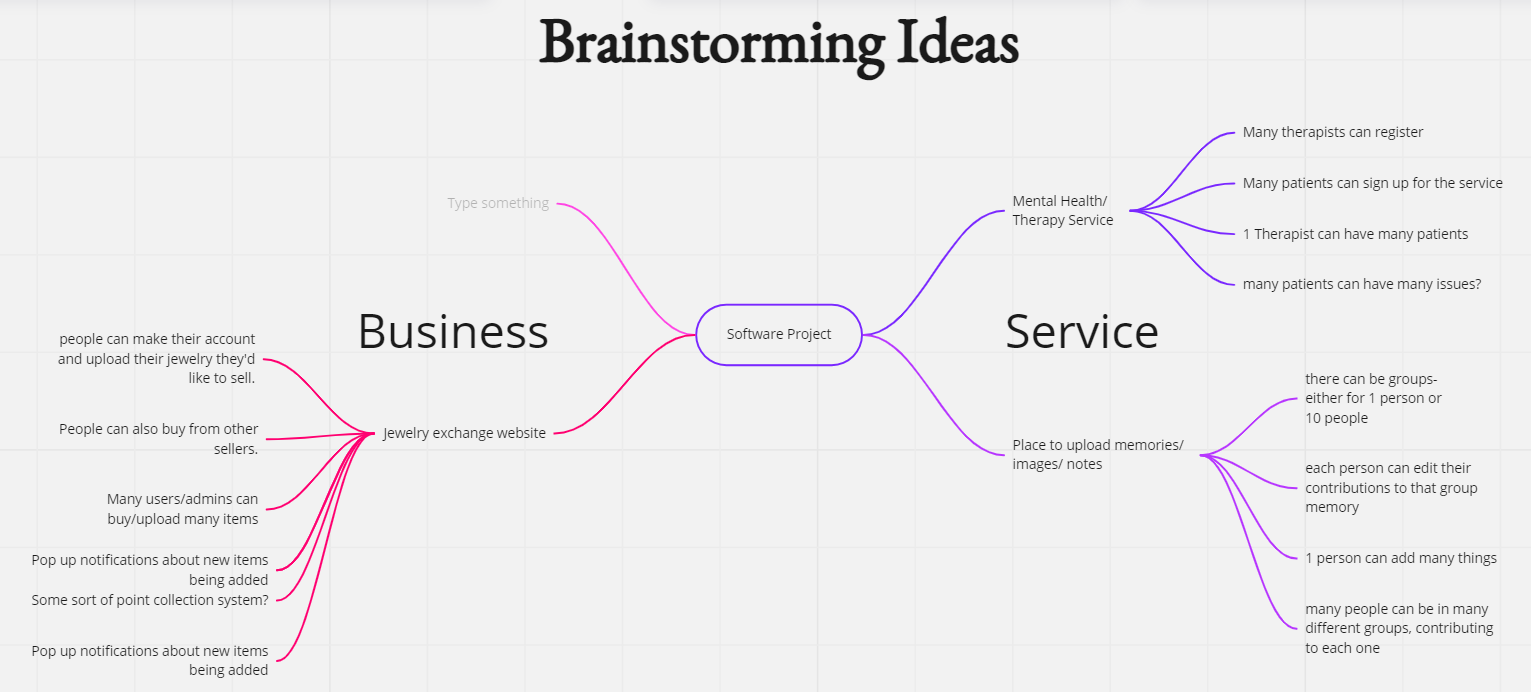 Brainstorming Ideas
Type something
Business
people can make their account
and upload their jewelry they'd
like to sell.
People can also buy from other
sellers.
Many users/admins can
buy/upload many items
Pop up notifications about new items
being added
Some sort of point collection system?
Pop up notifications about new items
being added
Jewelry exchange website
Software Project
Service
Mental Health/
Therapy Service
Many therapists can register
Many patients can sign up for the service
1 Therapist can have many patients
many patients can have many issues?
Place to upload memories/
images/ notes
there can be groups-
either for 1 person or
10 people
each person can edit their
contributions to that group
memory
1 person can add many things
many people can be in many
different groups, contributing
to each one